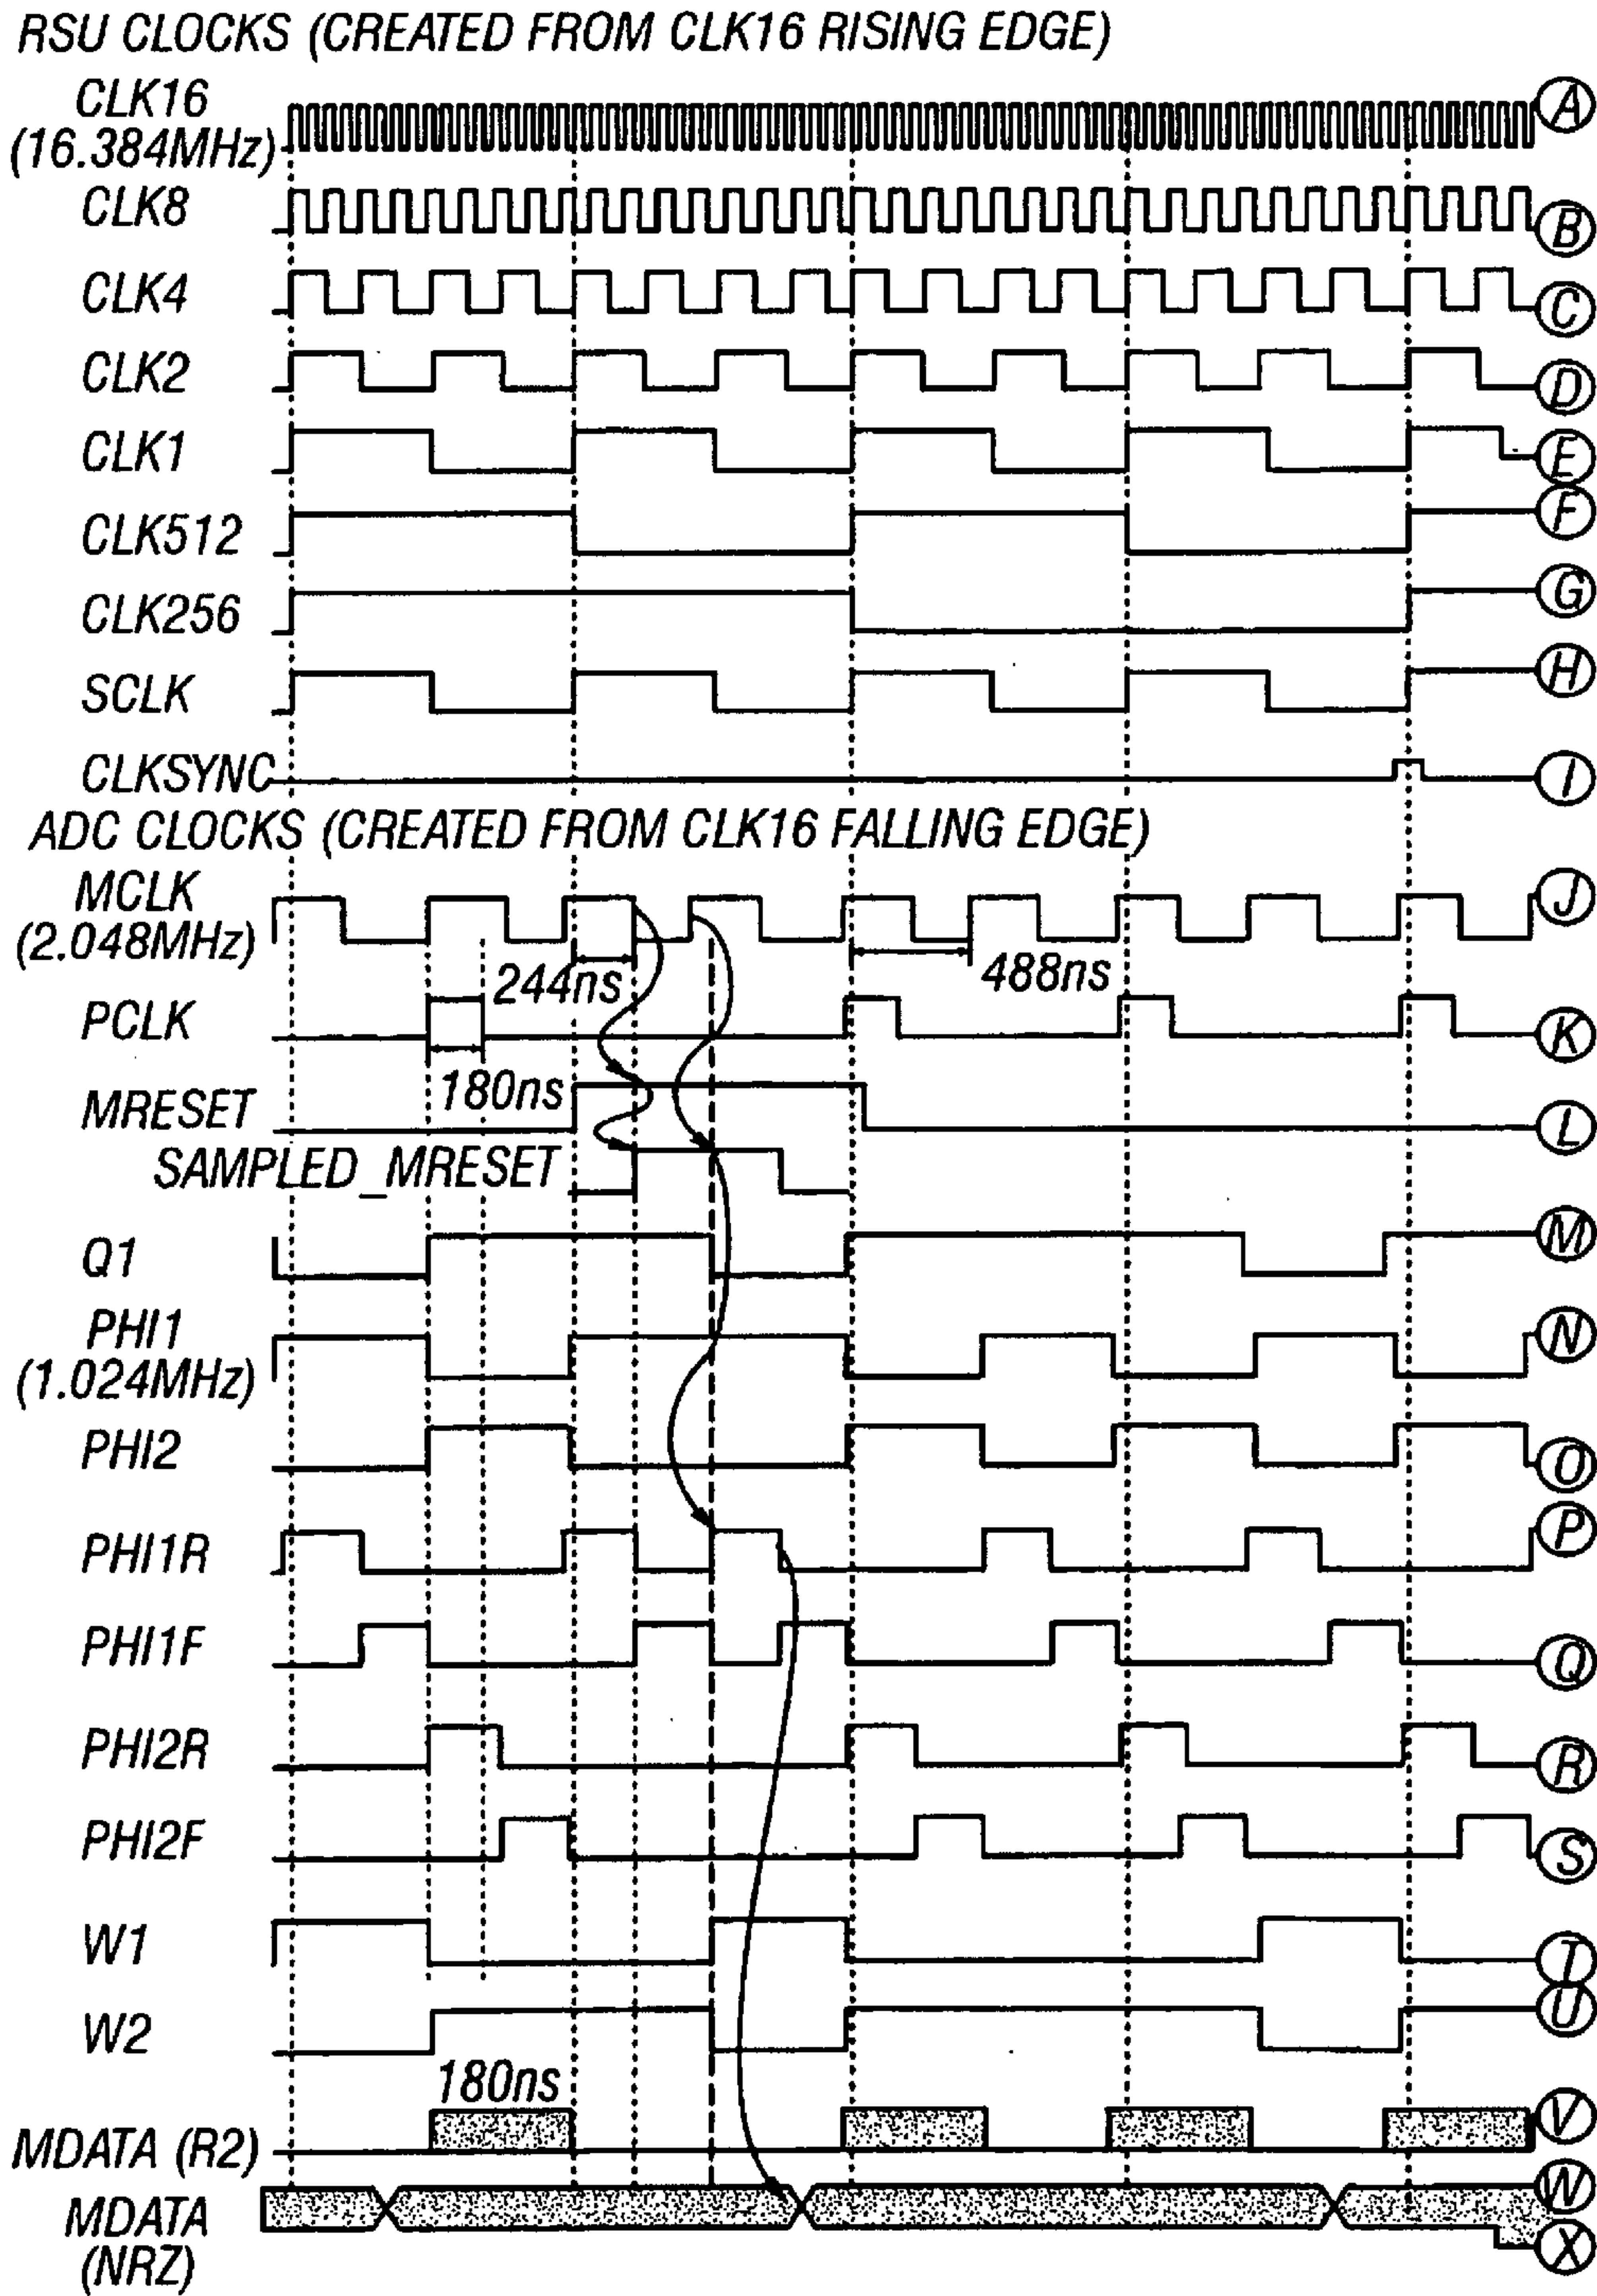 RSU CLOCKS (CREATED FROM CLK16 RISING EDGE)
CLK16
(16.384MHz)
A
CLK8
B
CLK4
C
CLK2
D
CLK1
E
CLK512
F
CLK256
G
SCLK
H
CLKSYNC
I
ADC CLOCKS (CREATED FROM CLK16 FALLING EDGE)
MCLK
(2.048MHz)
J
244ns
488ns
PCLK
K
180ns
MRESET
L
SAMPLED_MRESET
Q1
M
PHI1
(1.024MHz)
N
PHI2
O
PHI1R
P
PHI1F
Q
PHI2R
R
PHI2F
S
W1
T
W2
U
180ns
MDATA (R2)
V
MDATA
(NRZ)
W
X